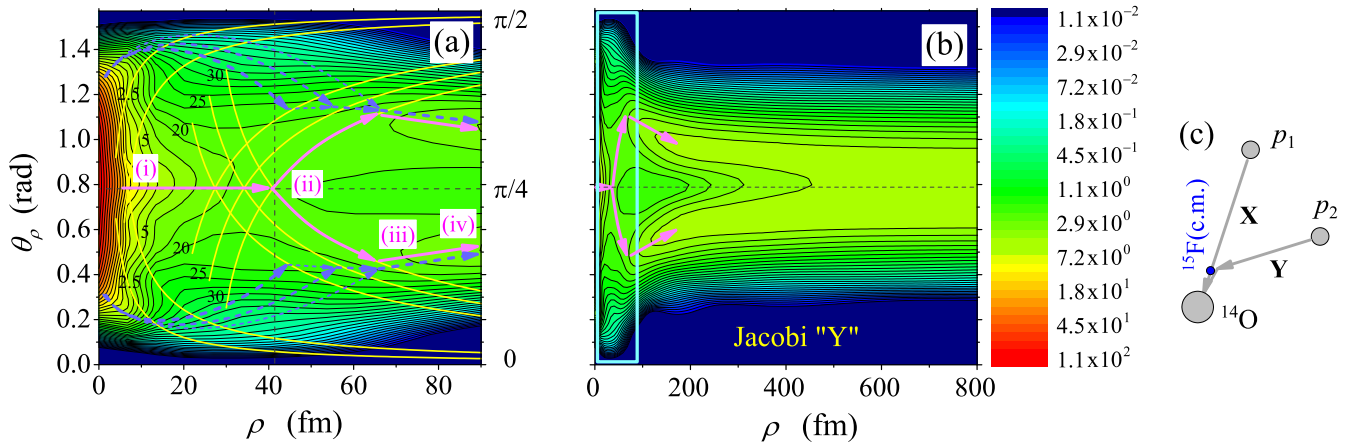 (a)
1.4
1.2
1.0
0.8
0.6
0.4
0.2
0.0
θρ (rad)
0 20 40 60 80
ρ (fm)
π/2
π/4
0
2.5
5
20
25
30
(i)
(ii)
(iii)
(iv)
5
20
2.5
25
30
(b)
Jacobi "Y"
0 200 400 600 800
ρ (fm)
1.1x10⁻²
2.9x10⁻²
7.2x10⁻²
1.8x10⁻¹
4.5x10⁻¹
1.1x10⁰
2.9x10⁰
7.2x10⁰
1.8x10¹
4.5x10¹
1.1x10²
(c)
p₁
p₂
X
Y
¹⁵F(c.m.)
¹⁴O